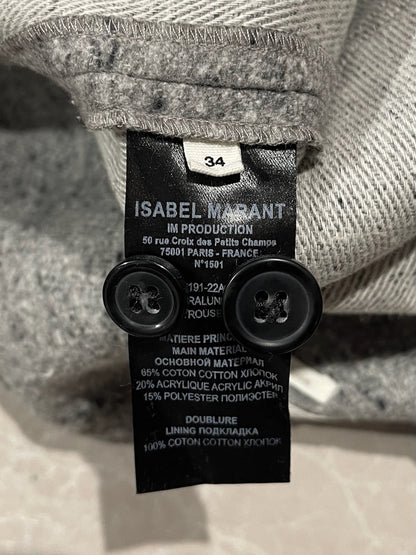 34
ISABEL MARANT
IM PRODUCTION
50 rue Croix des Petits Champs
75001 PARIS - FRANCE
N°1501
MATIERE
MAIN MATERIAL
ОСНОВНОЙ МАТЕРИАЛ
65% COTON COTTON ХЛОПОК
20% ACRYLIQUE ACRYLIC АКРИЛ
15% POLYESTER ПОЛИЭСТЕР
DOUBLURE
LINING ПОДКЛАДКА
100% COTON COTTON ХЛОПОК